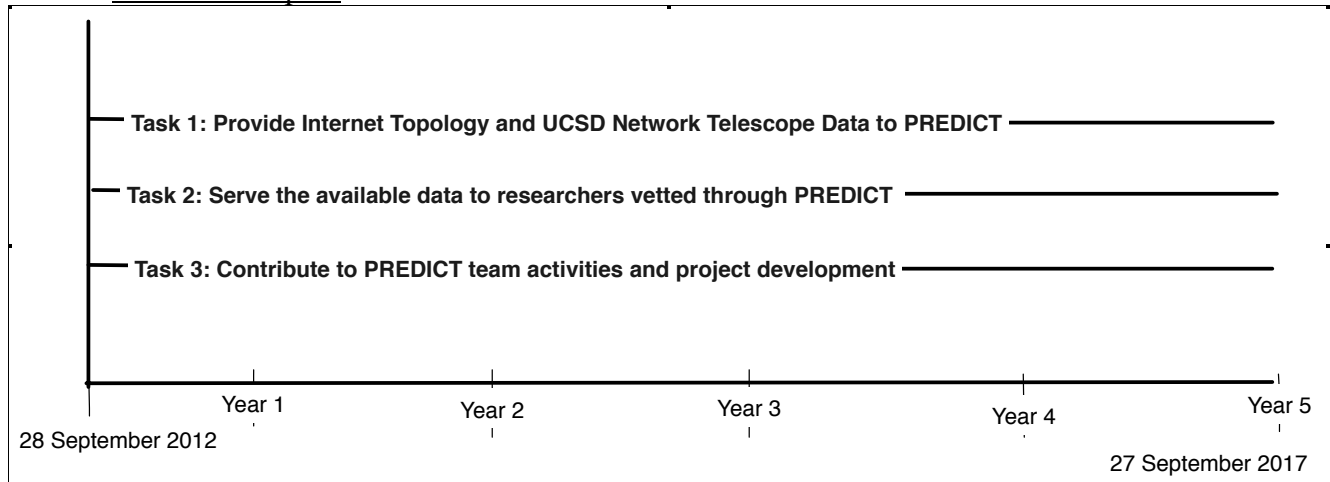 Task 1: Provide Internet Topology and UCSD Network Telescope Data to PREDICT
Task 2: Serve the available data to researchers vetted through PREDICT
Task 3: Contribute to PREDICT team activities and project development
Year 1
Year 2
Year 3
Year 4
Year 5
28 September 2012
27 September 2017